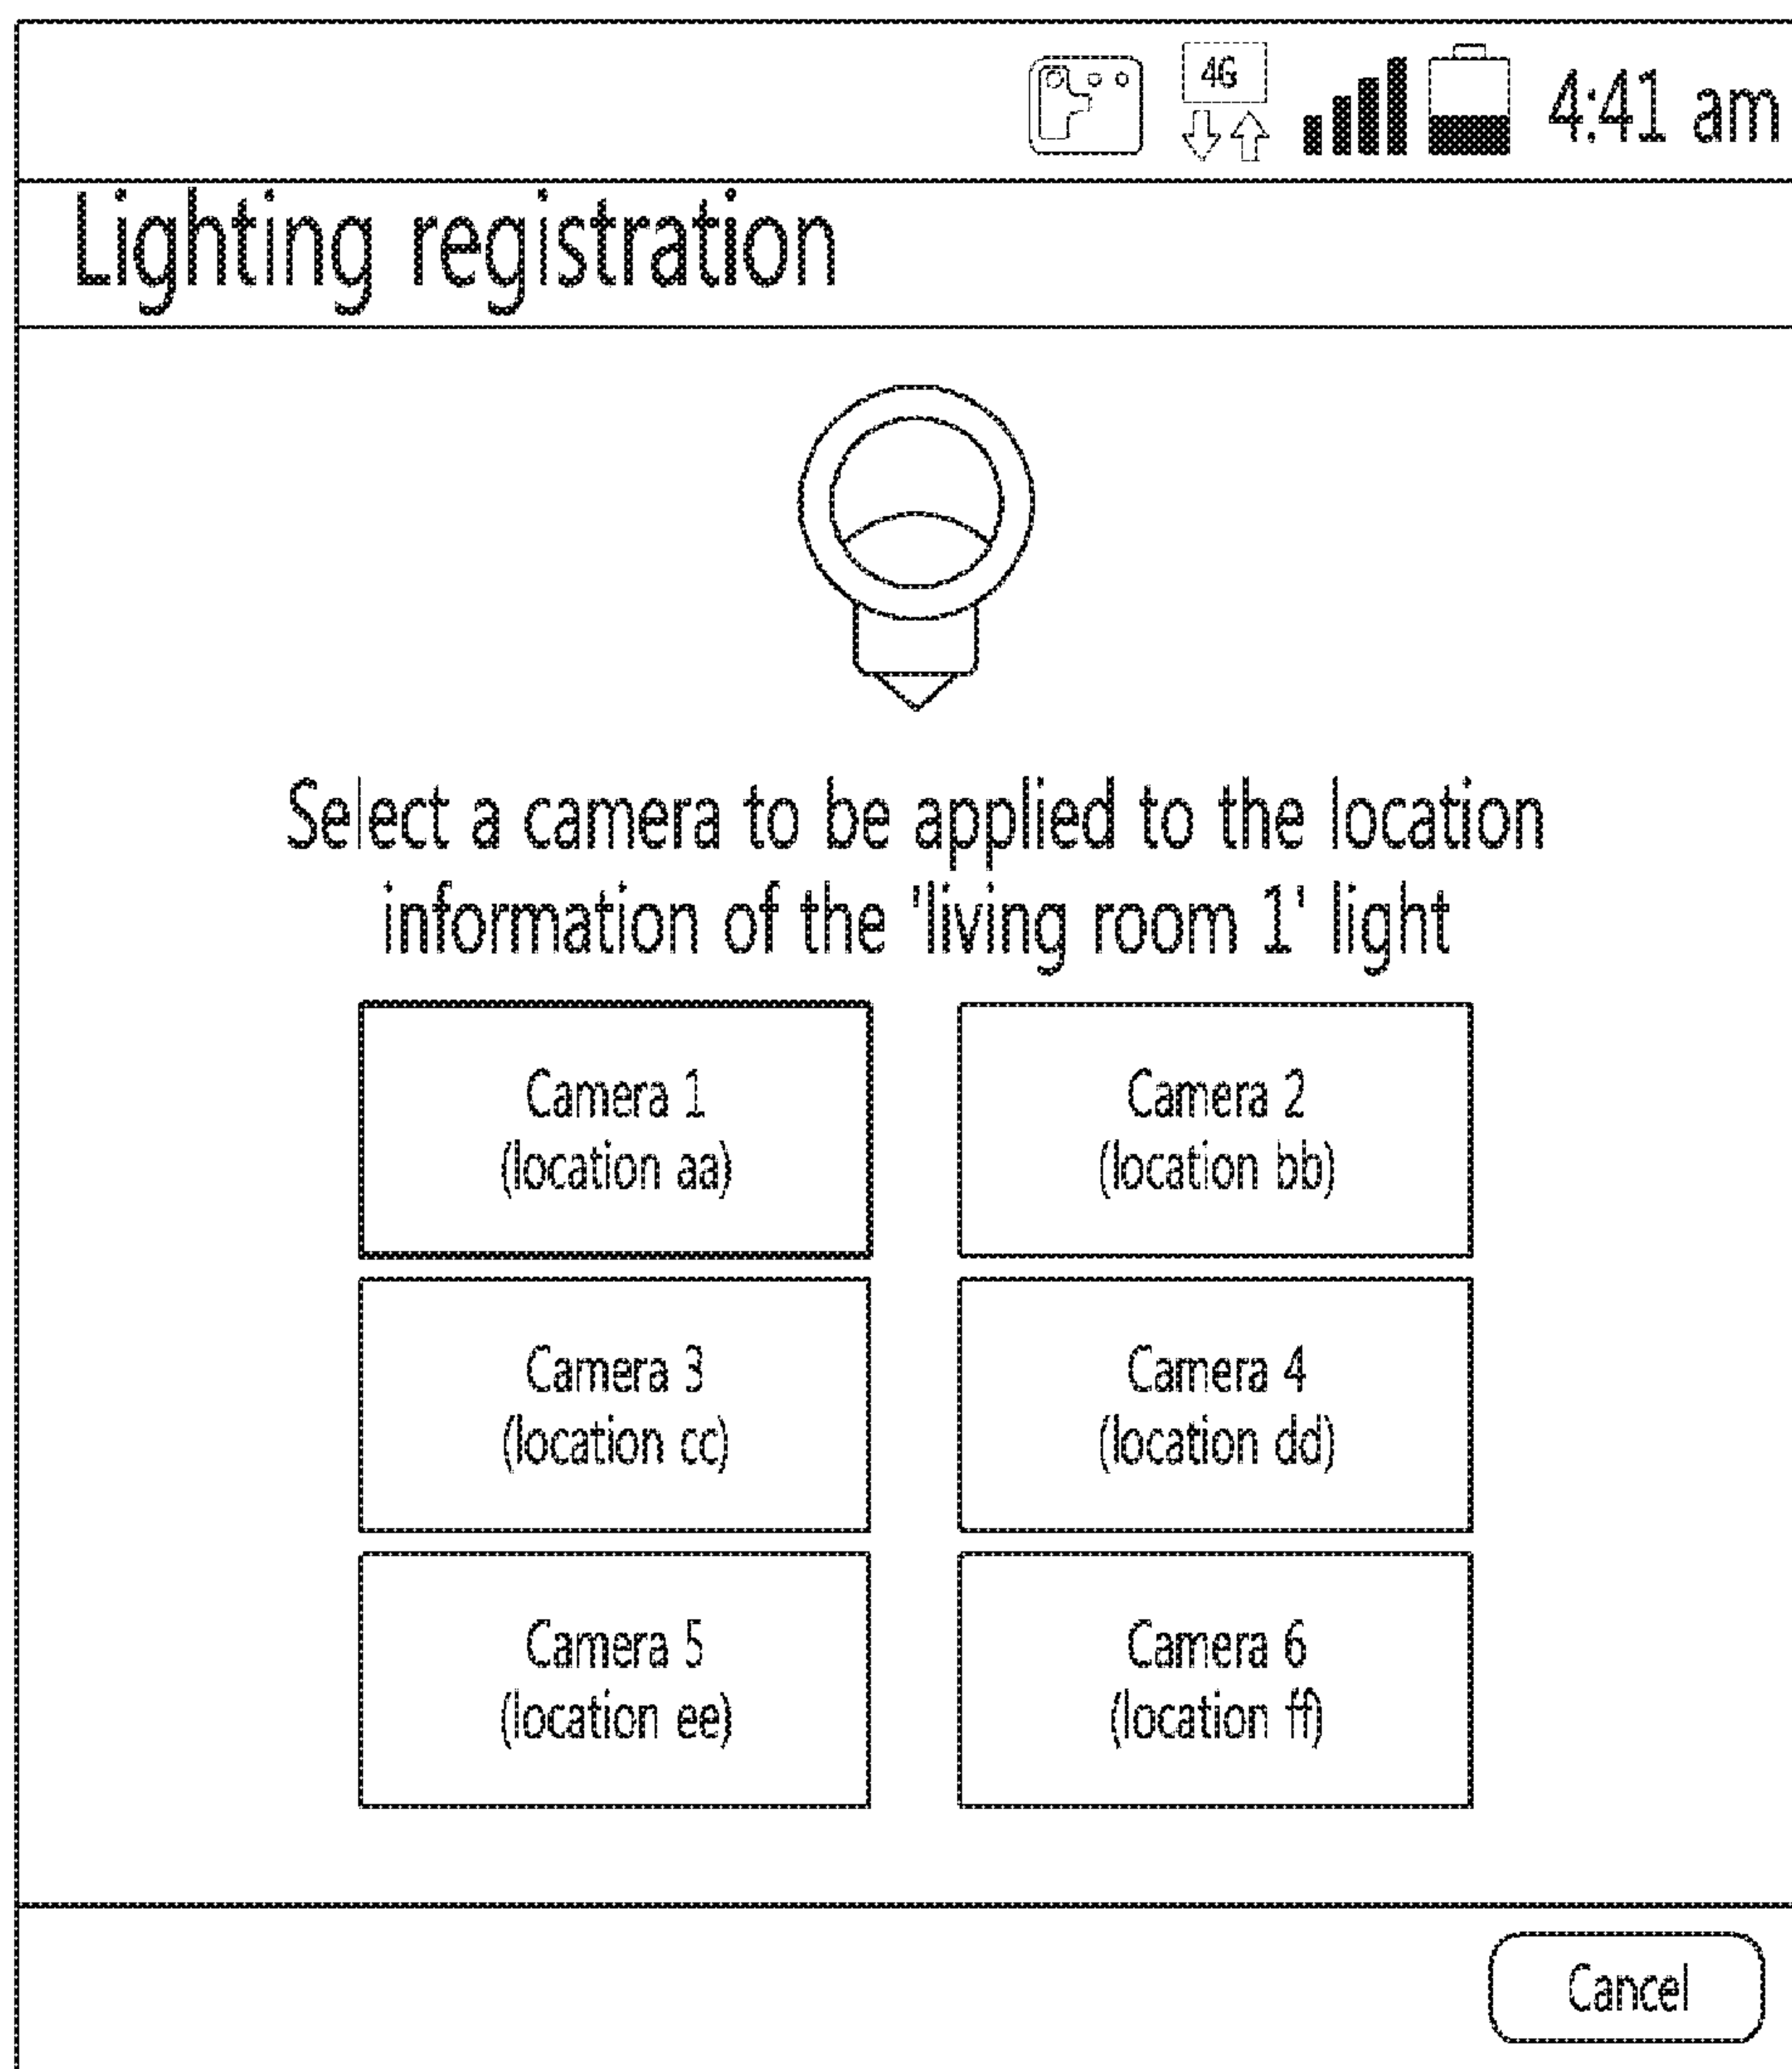 4G
4:41 am
Lighting registration
Select a camera to be applied to the location
information of the 'living room 1' light
Camera 1
(location aa)
Camera 2
(location bb)
Camera 3
(location cc)
Camera 4
(location dd)
Camera 5
(location ee)
Camera 6
(location ff)
Cancel